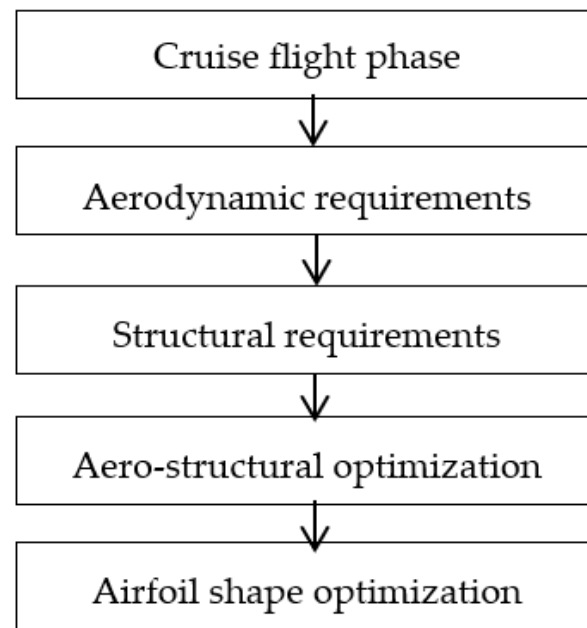 Cruise flight phase
Aerodynamic requirements
Structural requirements
Aero-structural optimization
Airfoil shape optimization